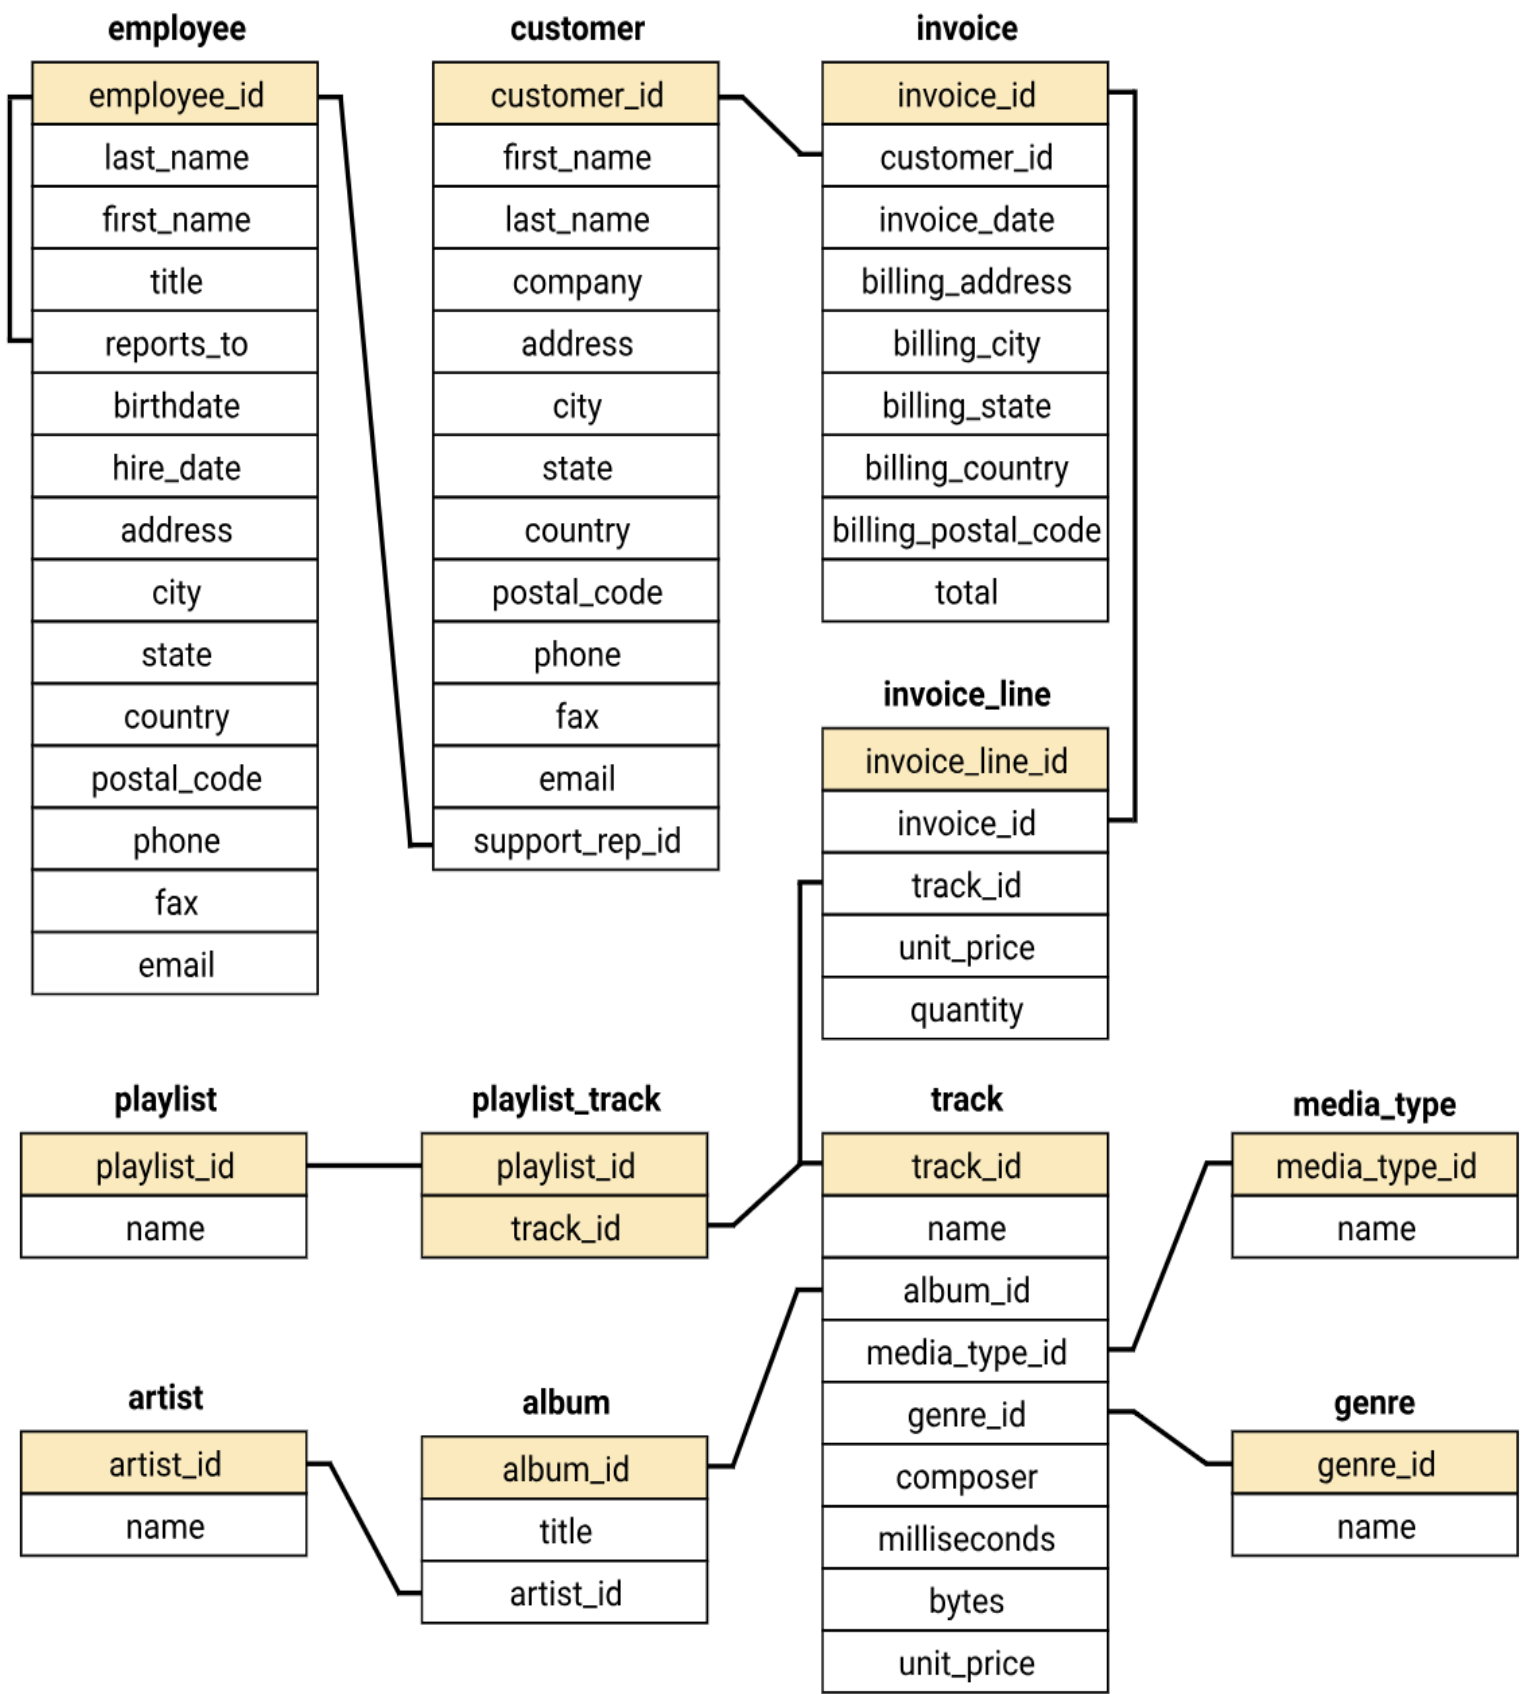 employee
employee_id
last_name
first_name
title
reports_to
birthdate
hire_date
address
city
state
country
postal_code
phone
fax
email
customer
customer_id
first_name
last_name
company
address
city
state
country
postal_code
phone
fax
email
support_rep_id
invoice
invoice_id
customer_id
invoice_date
billing_address
billing_city
billing_state
billing_country
billing_postal_code
total
invoice_line
invoice_line_id
invoice_id
track_id
unit_price
quantity
playlist
playlist_id
name
playlist_track
playlist_id
track_id
track
track_id
name
album_id
media_type_id
genre_id
composer
milliseconds
bytes
unit_price
media_type
media_type_id
name
artist
artist_id
name
album
album_id
title
artist_id
genre
genre_id
name